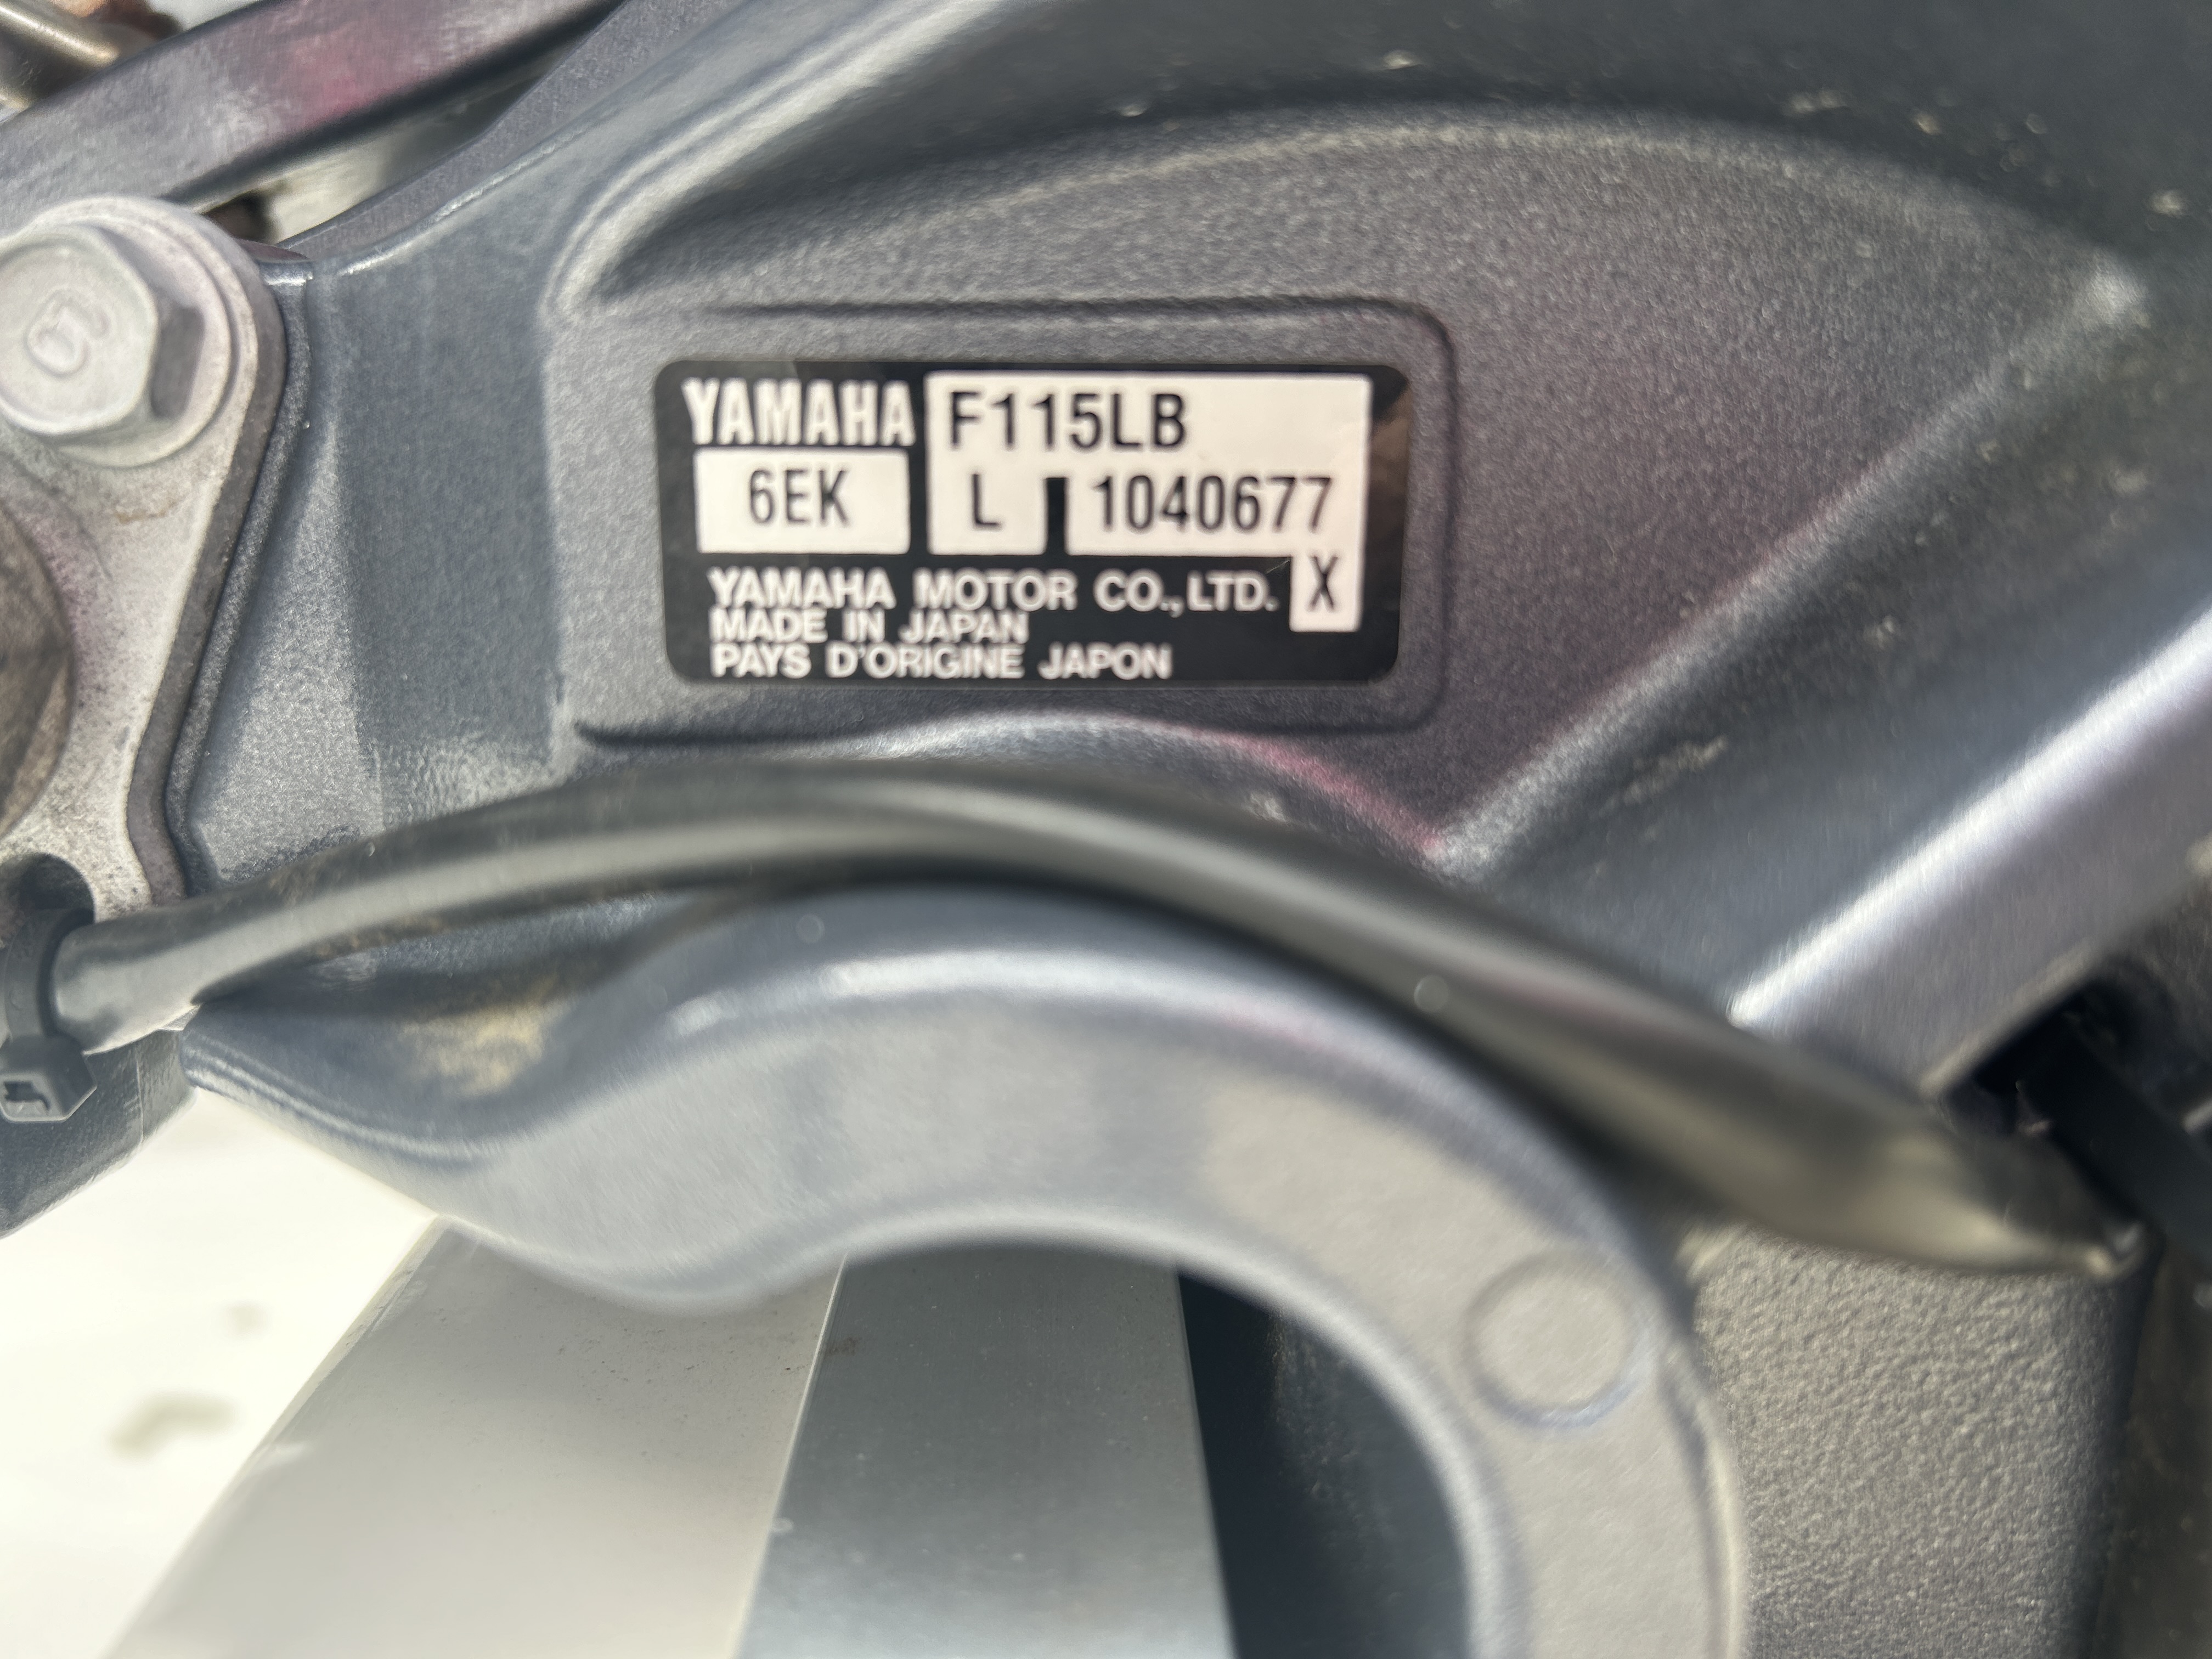 YAMAHA F115LB
6EK L 1040677
X
YAMAHA MOTOR CO., LTD.
MADE IN JAPAN
PAYS D'ORIGINE JAPON